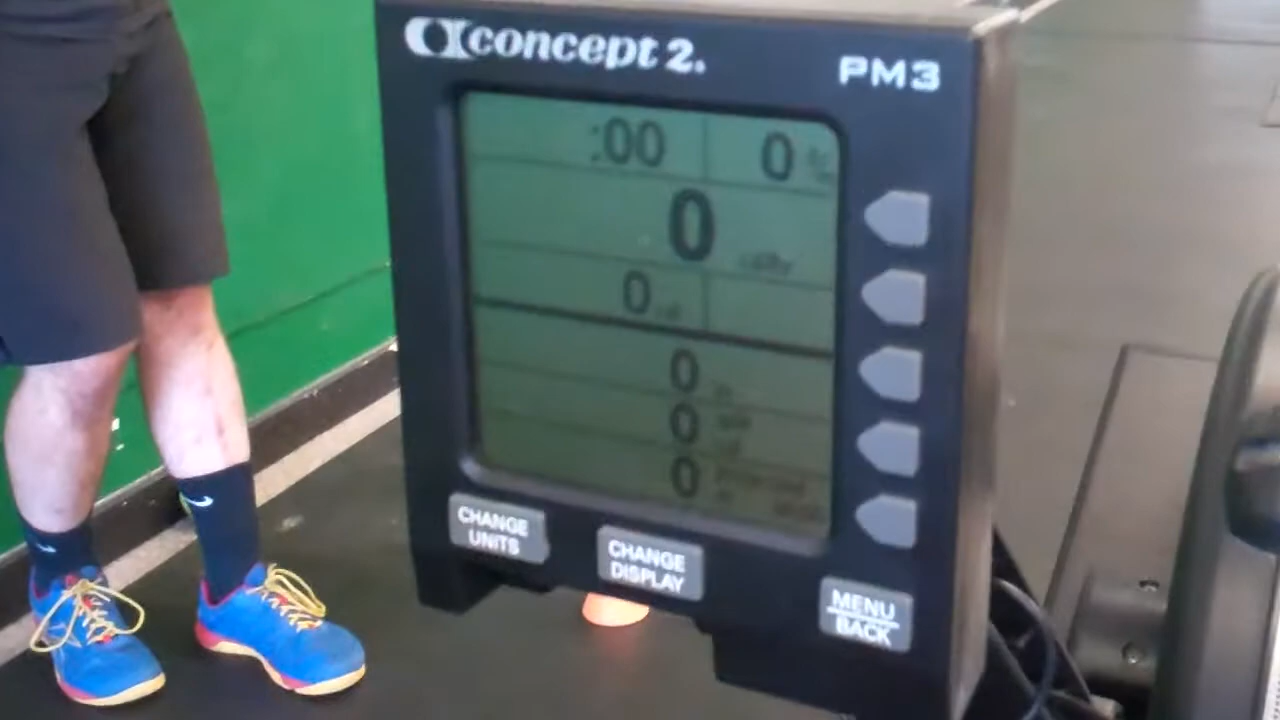 concept 2.
PM3
:00 0
0
0
0
0
0
CHANGE
UNITS
CHANGE
DISPLAY
MENU
BACK